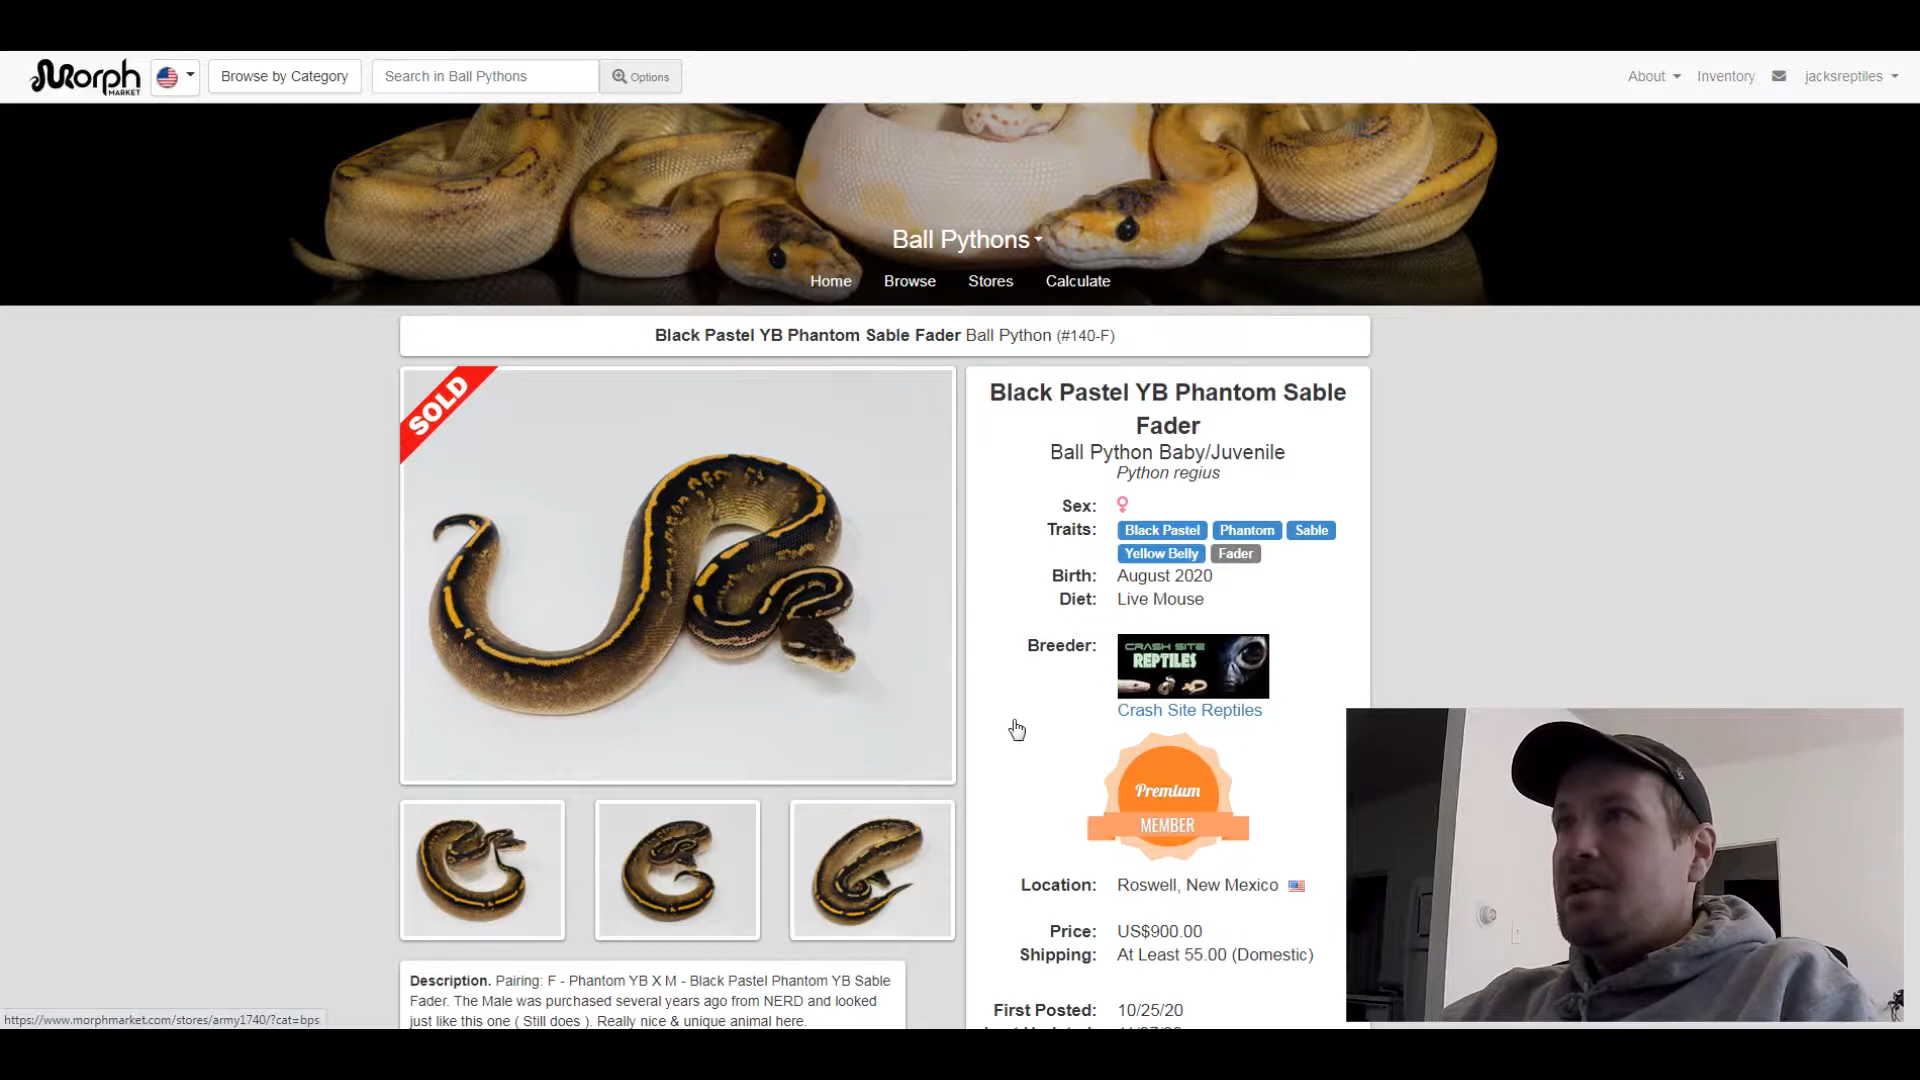 Morph
MARKET
Browse by Category
Search in Ball Pythons
Options
About
Inventory
jacksreptiles
Ball Pythons
Home
Browse
Stores
Calculate
Black Pastel YB Phantom Sable Fader Ball Python (#140-F)
SOLD
Black Pastel YB Phantom Sable
Fader
Ball Python Baby/Juvenile
Python regius
Sex: ♀
Traits: Black Pastel Phantom Sable
Yellow Belly Fader
Birth: August 2020
Diet: Live Mouse
Breeder:
CRASH SITE
REPTILES
Crash Site Reptiles
Premium
MEMBER
Location: Roswell, New Mexico
Price: US$900.00
Shipping: At Least 55.00 (Domestic)
First Posted: 10/25/20
Description. Pairing: F - Phantom YB X M - Black Pastel Phantom YB Sable
Fader. The Male was purchased several years ago from NERD and looked
just like this one ( Still does ). Really nice & unique animal here.
https://www.morphmarket.com/stores/army1740/?cat=bps